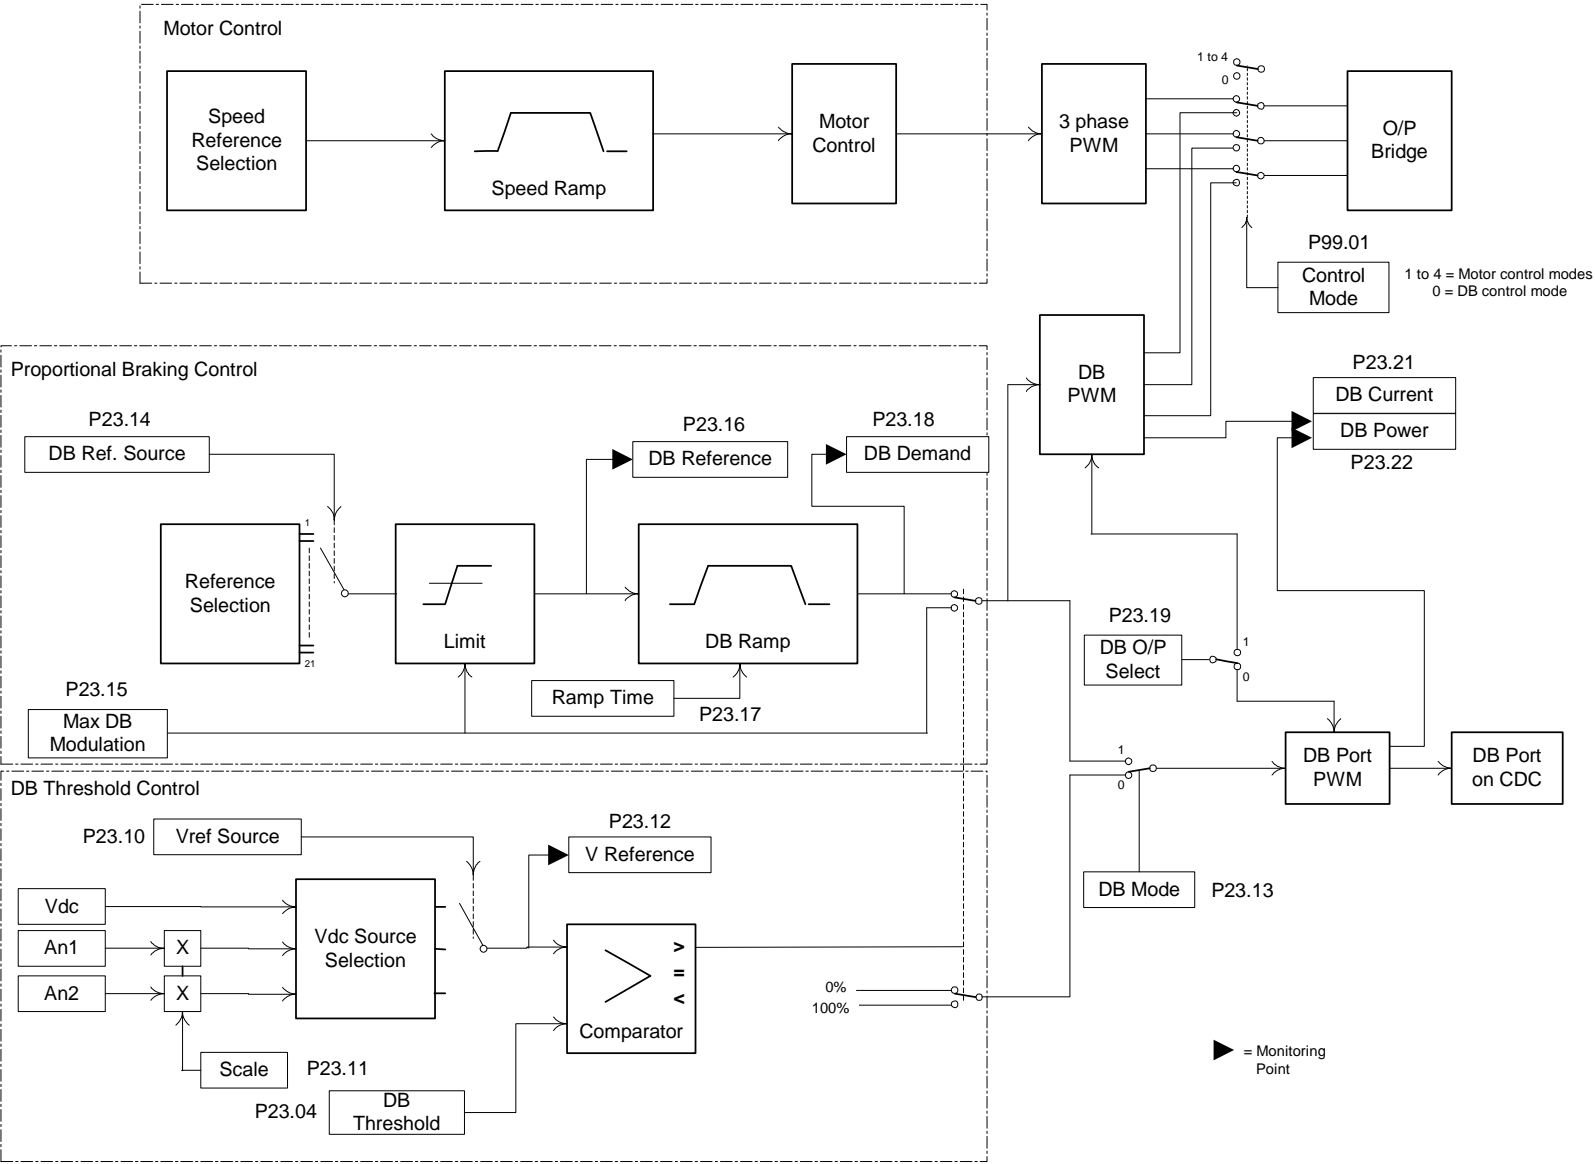 Motor Control
Speed
Reference
Selection
Speed Ramp
Motor
Control
3 phase
PWM
1 to 4
0
O/P
Bridge
P99.01
Control
Mode
1 to 4 = Motor control modes
0 = DB control mode
Proportional Braking Control
P23.14
DB Ref. Source
P23.16
DB Reference
P23.18
DB Demand
DB
PWM
P23.21
DB Current
DB Power
P23.22
Reference
Selection
1
21
Limit
DB Ramp
P23.15
Max DB
Modulation
Ramp Time
P23.17
P23.19
DB O/P
Select
1
0
DB Port
PWM
DB Port
on CDC
1
0
DB Mode
P23.13
DB Threshold Control
P23.10
Vref Source
P23.12
V Reference
Vdc
An1
An2
X
X
Vdc Source
Selection
>
=
<
Comparator
0%
100%
Scale
P23.11
P23.04
DB
Threshold
= Monitoring
Point